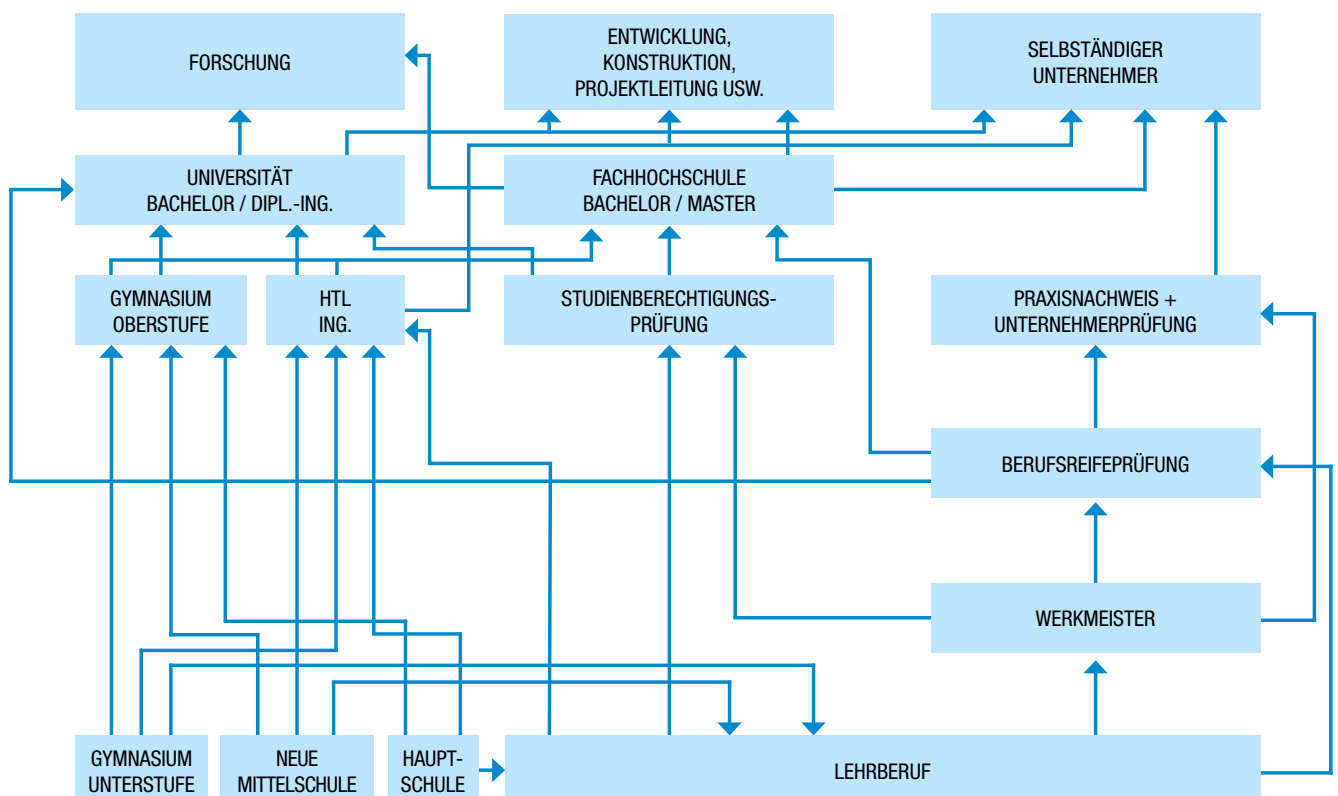 FORSCHUNG
ENTWICKLUNG,
KONSTRUKTION,
PROJEKTLEITUNG USW.
SELBSTÄNDIGER
UNTERNEHMER
UNIVERSITÄT
BACHELOR / DIPL.-ING.
FACHHOCHSCHULE
BACHELOR / MASTER
GYMNASIUM
OBERSTUFE
HTL
ING.
STUDIENBERECHTIGUNGS-
PRÜFUNG
PRAXISNACHWEIS +
UNTERNEHMERPRÜFUNG
BERUFSREIFEPRÜFUNG
WERKMEISTER
GYMNASIUM
UNTERSTUFE
NEUE
MITTELSCHULE
HAUPT-
SCHULE
LEHRBERUF